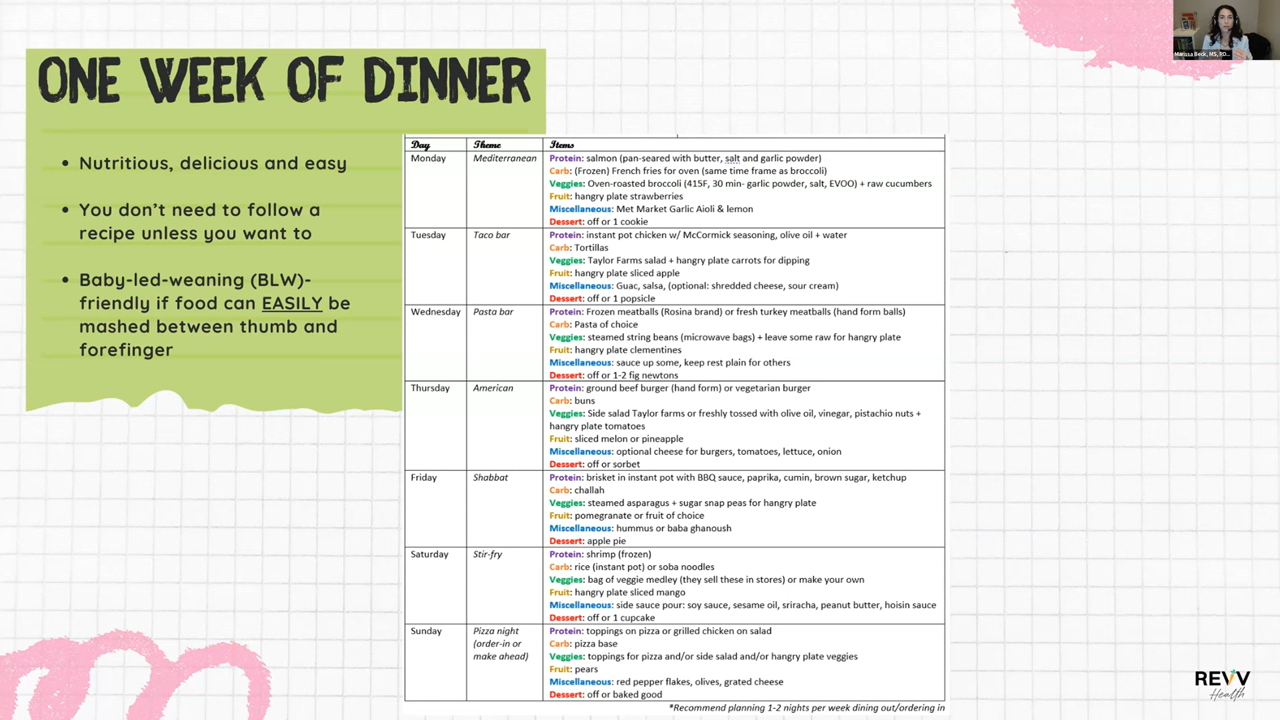 Marissa Beck, MS, RD...
ONE WEEK OF DINNER
• Nutritious, delicious and easy
• You don't need to follow a
recipe unless you want to
• Baby-led-weaning (BLW)-
friendly if food can EASILY be
mashed between thumb and
forefinger
Day Theme Items
Monday Mediterranean Protein: salmon (pan-seared with butter, salt and garlic powder)
Carb: (Frozen) French fries for oven (same time frame as broccoli)
Veggies: Oven-roasted broccoli (415F, 30 min- garlic powder, salt, EVOO) + raw cucumbers
Fruit: hangry plate strawberries
Miscellaneous: Met Market Garlic Aioli & lemon
Dessert: off or 1 cookie
Tuesday Taco bar Protein: instant pot chicken w/ McCormick seasoning, olive oil + water
Carb: Tortillas
Veggies: Taylor Farms salad + hangry plate carrots for dipping
Fruit: hangry plate sliced apple
Miscellaneous: Guac, salsa, (optional: shredded cheese, sour cream)
Dessert: off or 1 popsicle
Wednesday Pasta bar Protein: Frozen meatballs (Rosina brand) or fresh turkey meatballs (hand form balls)
Carb: Pasta of choice
Veggies: steamed string beans (microwave bags) + leave some raw for hangry plate
Fruit: hangry plate clementines
Miscellaneous: sauce up some, keep rest plain for others
Dessert: off or 1-2 fig newtons
Thursday American Protein: ground beef burger (hand form) or vegetarian burger
Carb: buns
Veggies: Side salad Taylor farms or freshly tossed with olive oil, vinegar, pistachio nuts +
hangry plate tomatoes
Fruit: sliced melon or pineapple
Miscellaneous: optional cheese for burgers, tomatoes, lettuce, onion
Dessert: off or sorbet
Friday Shabbat Protein: brisket in instant pot with BBQ sauce, paprika, cumin, brown sugar, ketchup
Carb: challah
Veggies: steamed asparagus + sugar snap peas for hangry plate
Fruit: pomegranate or fruit of choice
Miscellaneous: hummus or baba ghanoush
Dessert: apple pie
Saturday Stir-fry Protein: shrimp (frozen)
Carb: rice (instant pot) or soba noodles
Veggies: bag of veggie medley (they sell these in stores) or make your own
Fruit: hangry plate sliced mango
Miscellaneous: side sauce pour: soy sauce, sesame oil, sriracha, peanut butter, hoisin sauce
Dessert: off or 1 cupcake
Sunday Pizza night Protein: toppings on pizza or grilled chicken on salad
(order-in or Carb: pizza base
make ahead) Veggies: toppings for pizza and/or side salad and/or hangry plate veggies
Fruit: pears
Miscellaneous: red pepper flakes, olives, grated cheese
Dessert: off or baked good
*Recommend planning 1-2 nights per week dining out/ordering in
REVV
Health